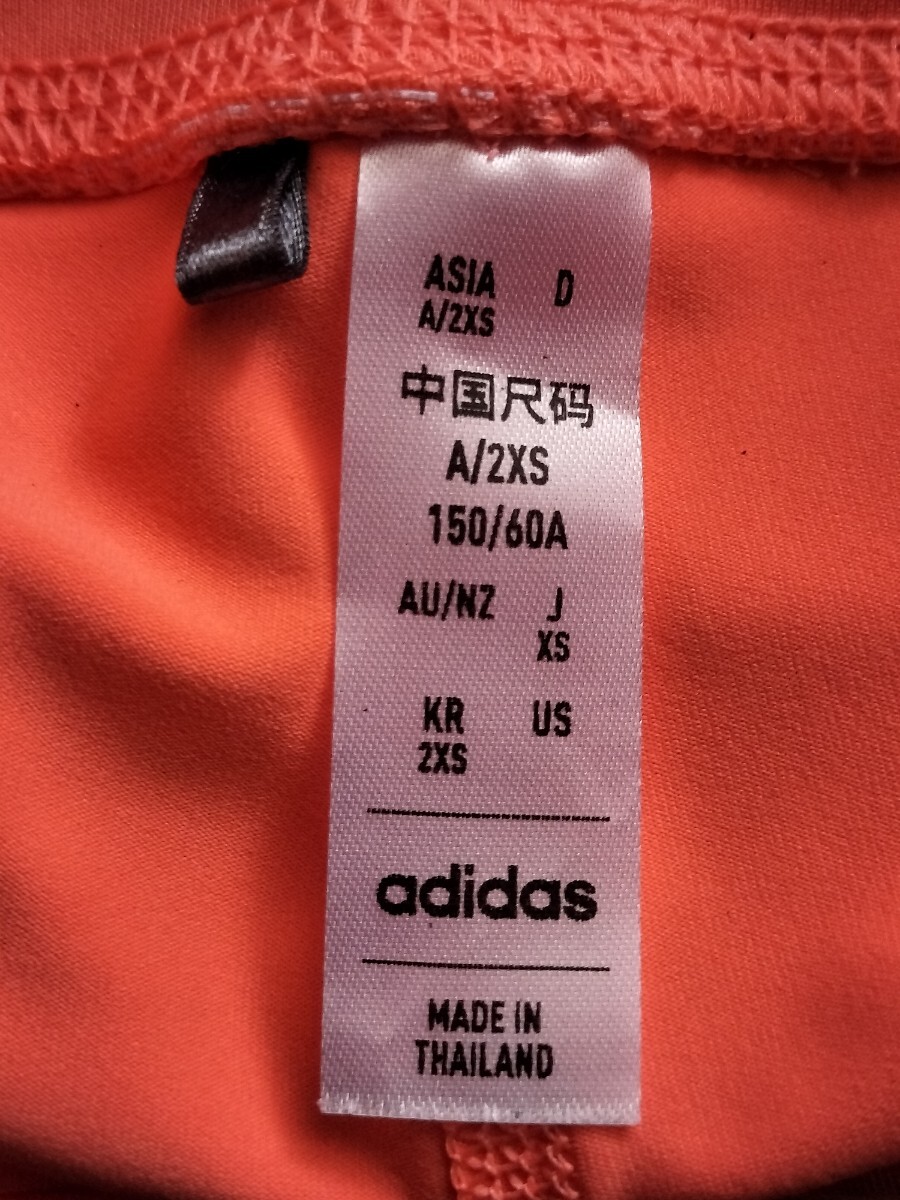 ASIA D
A/2XS
中国尺码
A/2XS
150/60A
AU/NZ J
XS
KR US
2XS
adidas
MADE IN
THAILAND